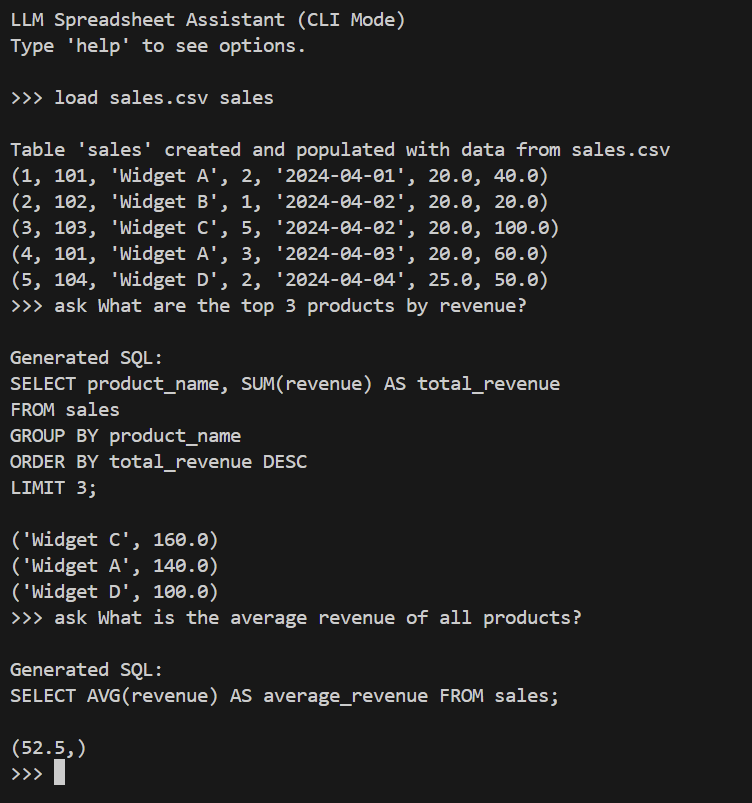 LLM Spreadsheet Assistant (CLI Mode)
Type 'help' to see options.
>>> load sales.csv sales
Table 'sales' created and populated with data from sales.csv
(1, 101, 'Widget A', 2, '2024-04-01', 20.0, 40.0)
(2, 102, 'Widget B', 1, '2024-04-02', 20.0, 20.0)
(3, 103, 'Widget C', 5, '2024-04-02', 20.0, 100.0)
(4, 101, 'Widget A', 3, '2024-04-03', 20.0, 60.0)
(5, 104, 'Widget D', 2, '2024-04-04', 25.0, 50.0)
>>> ask What are the top 3 products by revenue?
Generated SQL:
SELECT product_name, SUM(revenue) AS total_revenue
FROM sales
GROUP BY product_name
ORDER BY total_revenue DESC
LIMIT 3;
('Widget C', 160.0)
('Widget A', 140.0)
('Widget D', 100.0)
>>> ask What is the average revenue of all products?
Generated SQL:
SELECT AVG(revenue) AS average_revenue FROM sales;
(52.5,)
>>>